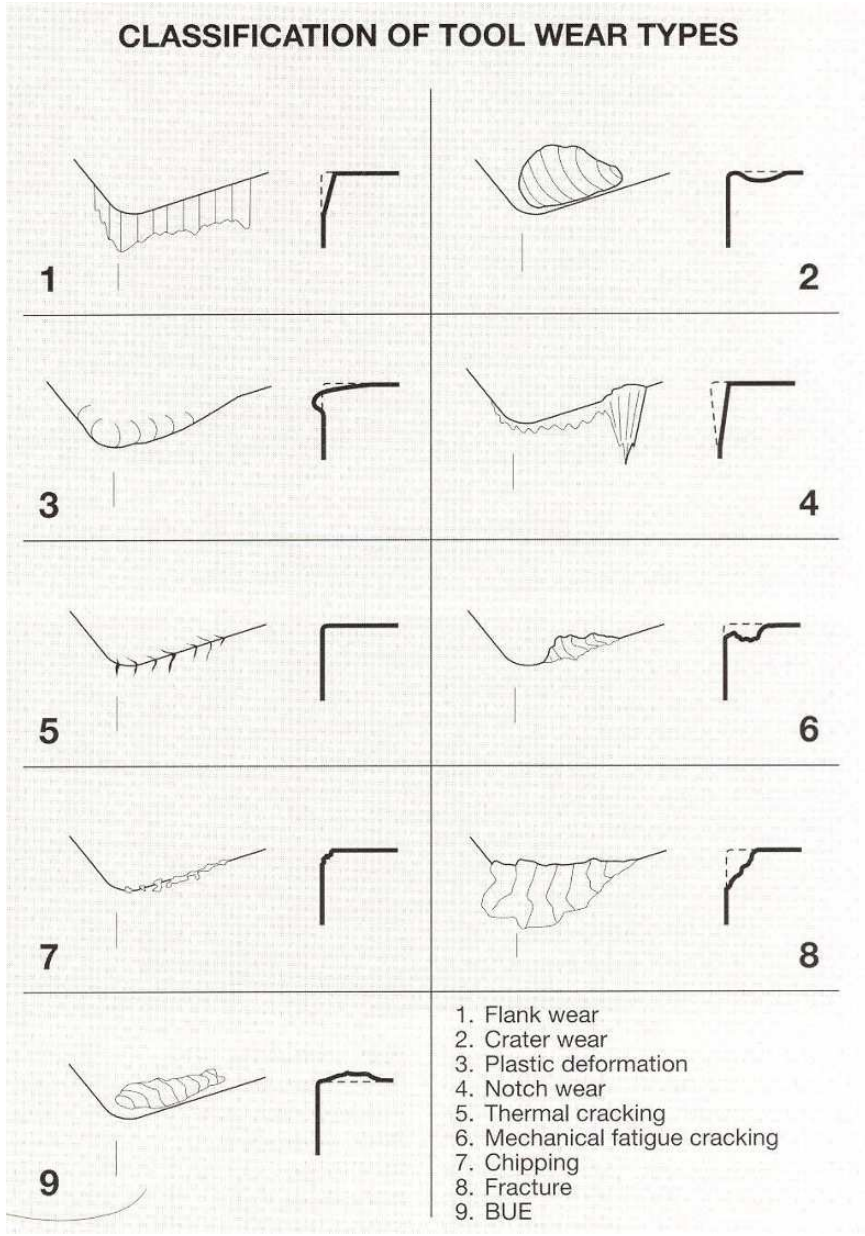 CLASSIFICATION OF TOOL WEAR TYPES
1
2
3
4
5
6
7
8
9
1. Flank wear
2. Crater wear
3. Plastic deformation
4. Notch wear
5. Thermal cracking
6. Mechanical fatigue cracking
7. Chipping
8. Fracture
9. BUE